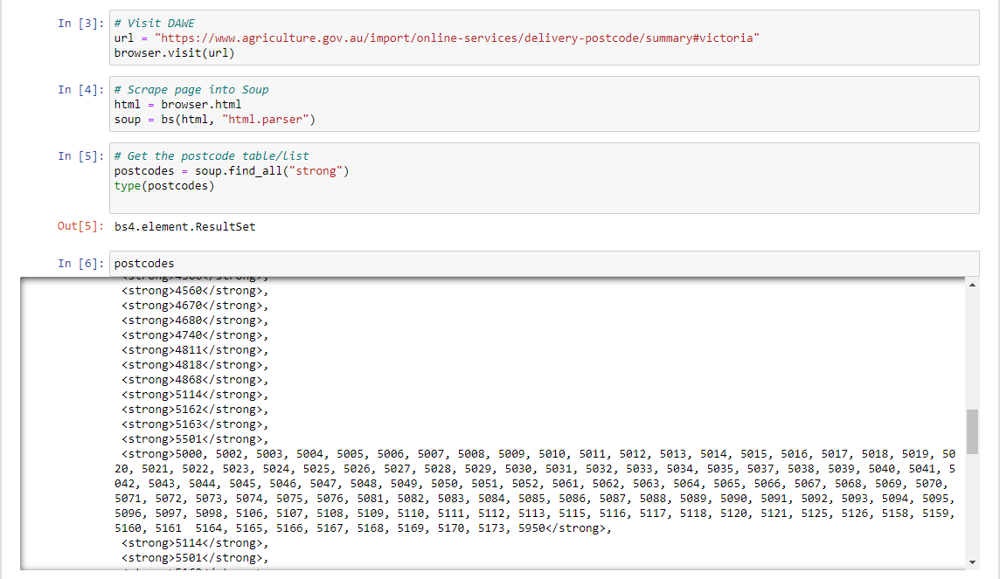 In [3]: # Visit DAWE
url = "https://www.agriculture.gov.au/import/online-services/delivery-postcode/summary#victoria"
browser.visit(url)
In [4]: # Scrape page into Soup
html = browser.html
soup = bs(html, "html.parser")
In [5]: # Get the postcode table/list
postcodes = soup.find_all("strong")
type(postcodes)
Out[5]: bs4.element.ResultSet
In [6]: postcodes
<strong>4560</strong>,
<strong>4670</strong>,
<strong>4680</strong>,
<strong>4740</strong>,
<strong>4811</strong>,
<strong>4818</strong>,
<strong>4868</strong>,
<strong>5114</strong>,
<strong>5162</strong>,
<strong>5163</strong>,
<strong>5501</strong>,
<strong>5000, 5002, 5003, 5004, 5005, 5006, 5007, 5008, 5009, 5010, 5011, 5012, 5013, 5014, 5015, 5016, 5017, 5018, 5019, 50
20, 5021, 5022, 5023, 5024, 5025, 5026, 5027, 5028, 5029, 5030, 5031, 5032, 5033, 5034, 5035, 5037, 5038, 5039, 5040, 5041, 5
042, 5043, 5044, 5045, 5046, 5047, 5048, 5049, 5050, 5051, 5052, 5061, 5062, 5063, 5064, 5065, 5066, 5067, 5068, 5069, 5070,
5071, 5072, 5073, 5074, 5075, 5076, 5081, 5082, 5083, 5084, 5085, 5086, 5087, 5088, 5089, 5090, 5091, 5092, 5093, 5094, 5095,
5096, 5097, 5098, 5106, 5107, 5108, 5109, 5110, 5111, 5112, 5113, 5115, 5116, 5117, 5118, 5120, 5121, 5125, 5126, 5158, 5159,
5160, 5161  5164, 5165, 5166, 5167, 5168, 5169, 5170, 5173, 5950</strong>,
<strong>5114</strong>,
<strong>5501</strong>,